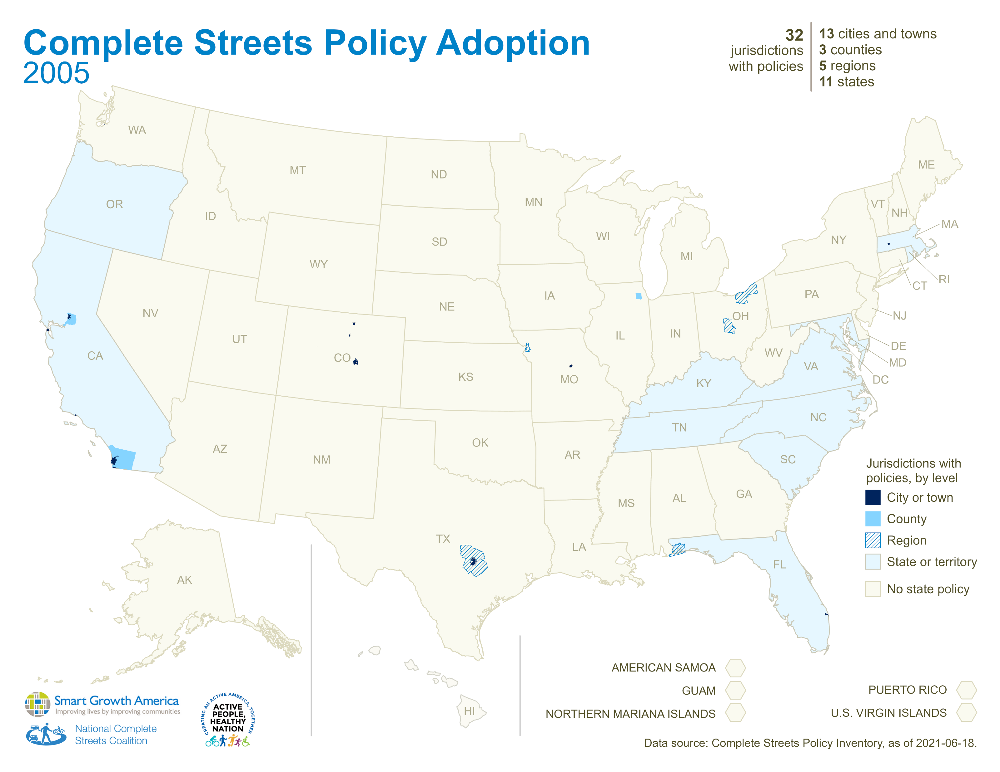 Complete Streets Policy Adoption
2005
32
jurisdictions
with policies
13 cities and towns
3 counties
5 regions
11 states
WA
OR
CA
NV
ID
MT
WY
UT
AZ
CO
NM
ND
SD
NE
KS
OK
TX
MN
IA
MO
AR
LA
WI
IL
MI
IN
OH
KY
TN
MS
AL
GA
FL
SC
NC
VA
WV
PA
NY
VT
NH
ME
MA
RI
CT
NJ
DE
MD
DC
AK
HI
Jurisdictions with
policies, by level
City or town
County
Region
State or territory
No state policy
AMERICAN SAMOA
GUAM
NORTHERN MARIANA ISLANDS
PUERTO RICO
U.S. VIRGIN ISLANDS
Smart Growth America
Improving lives by improving communities
National Complete
Streets Coalition
CREATING AN ACTIVE AMERICA, TOGETHER
ACTIVE
PEOPLE,
HEALTHY
NATION
Data source: Complete Streets Policy Inventory, as of 2021-06-18.